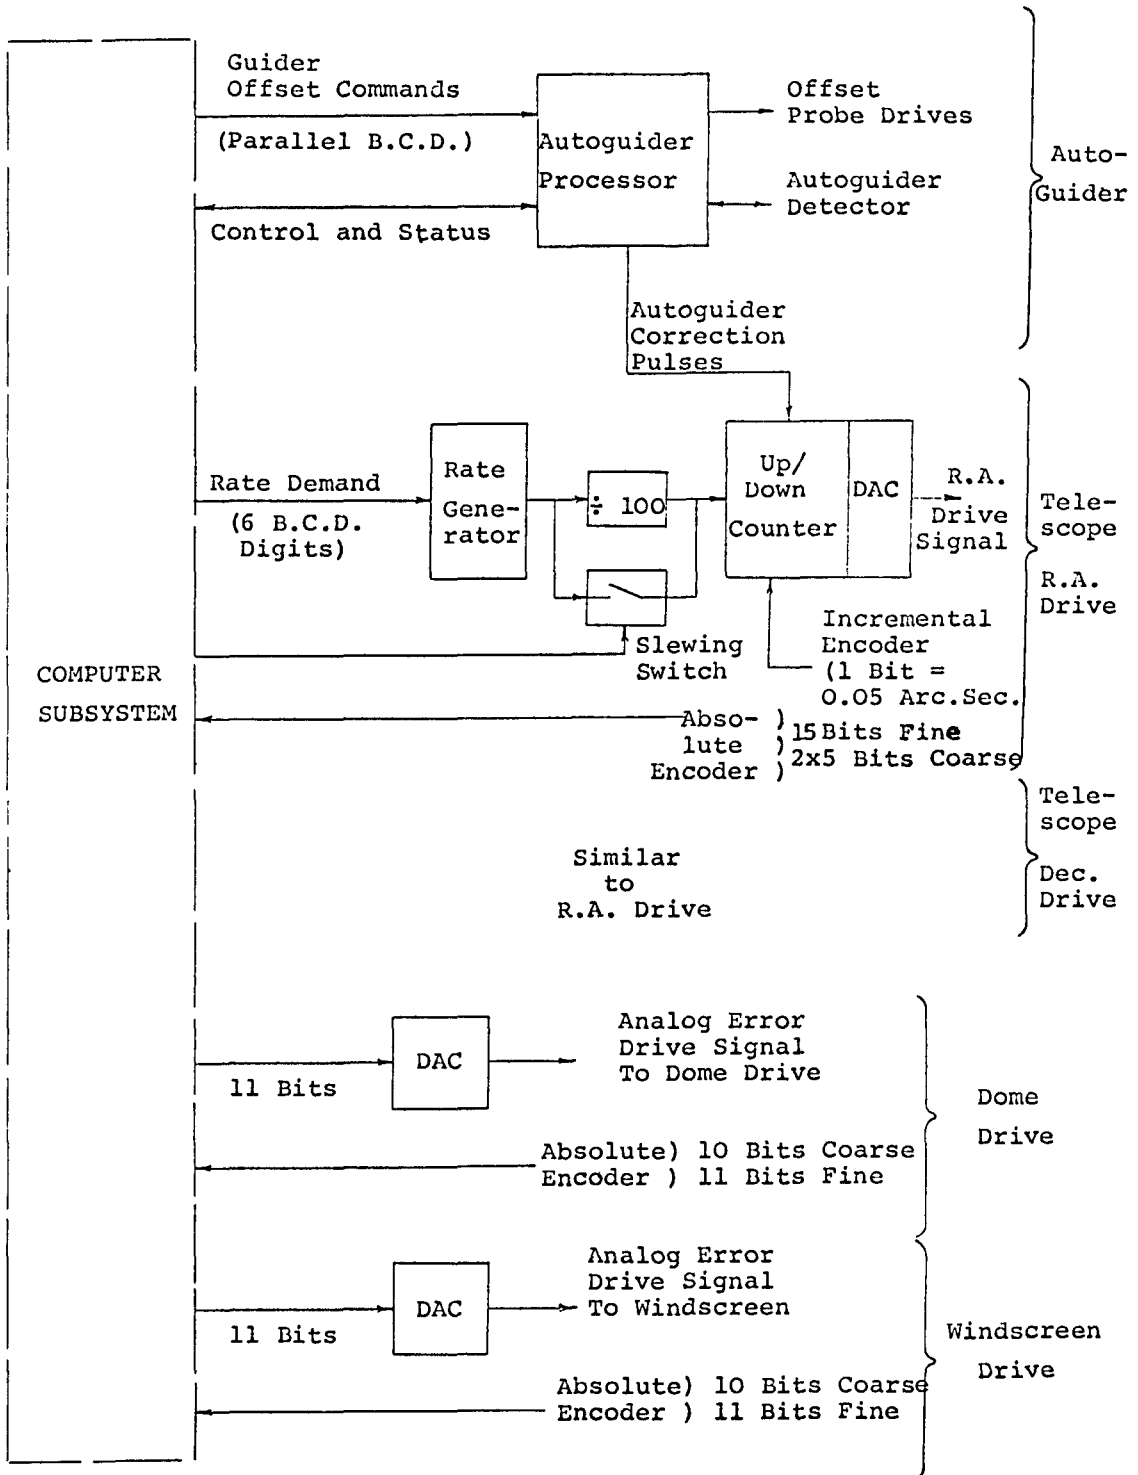 Guider
Offset Commands
(Parallel B.C.D.)
Control and Status
Autoguider
Processor
Offset
Probe Drives
Autoguider
Detector
Auto-
Guider
Autoguider
Correction
Pulses
Rate Demand
(6 B.C.D.
Digits)
Rate
Gene-
rator
÷ 100
Slewing
Switch
Up/
Down
Counter
DAC
R.A.
Drive
Signal
Incremental
Encoder
(1 Bit =
0.05 Arc.Sec.
Tele-
scope
R.A.
Drive
COMPUTER
SUBSYSTEM
Abso- ) 15 Bits Fine
lute )
Encoder ) 2x5 Bits Coarse
Similar
to
R.A. Drive
Tele-
scope
Dec.
Drive
11 Bits
DAC
Analog Error
Drive Signal
To Dome Drive
Absolute) 10 Bits Coarse
Encoder ) 11 Bits Fine
Dome
Drive
11 Bits
DAC
Analog Error
Drive Signal
To Windscreen
Absolute) 10 Bits Coarse
Encoder ) 11 Bits Fine
Windscreen
Drive